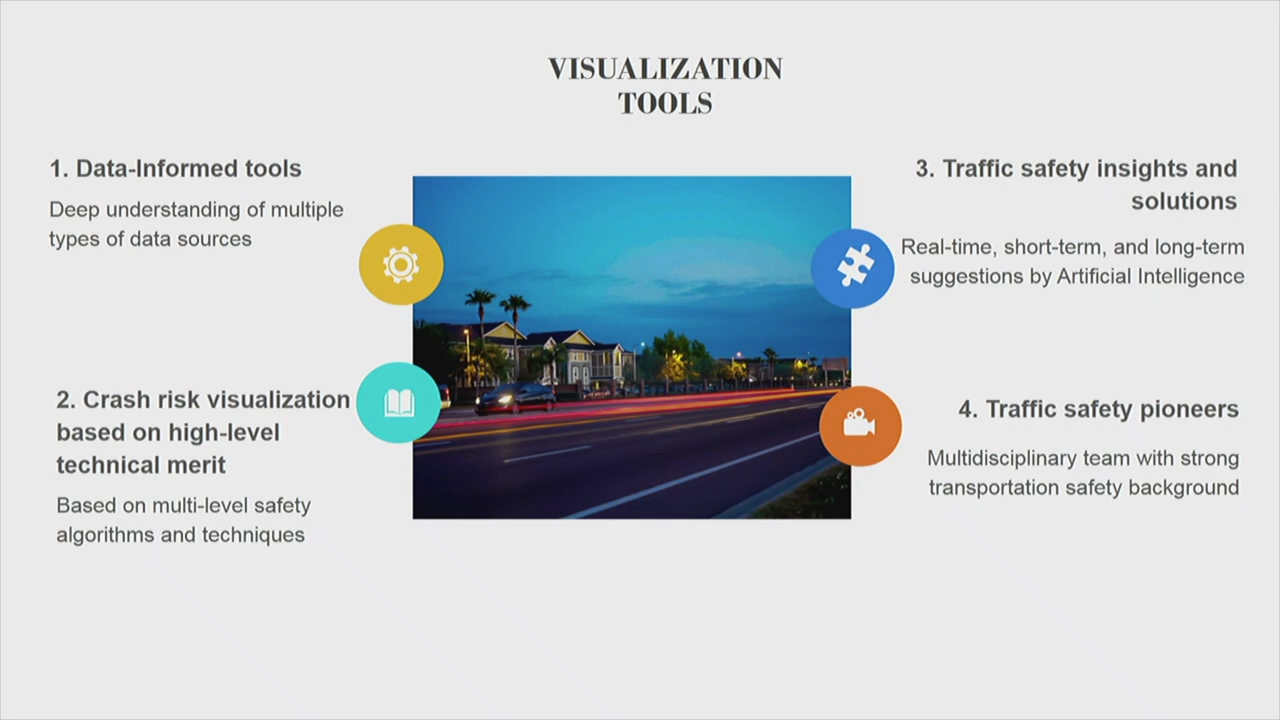 VISUALIZATION
TOOLS
1. Data-Informed tools
Deep understanding of multiple
types of data sources
2. Crash risk visualization
based on high-level
technical merit
Based on multi-level safety
algorithms and techniques
3. Traffic safety insights and
solutions
Real-time, short-term, and long-term
suggestions by Artificial Intelligence
4. Traffic safety pioneers
Multidisciplinary team with strong
transportation safety background